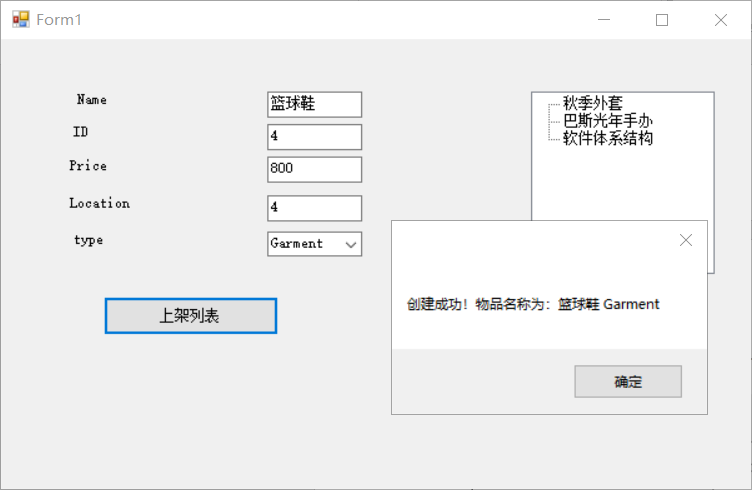 Form1
Name
篮球鞋
ID
4
Price
800
Location
4
type
Garment
上架列表
秋季外套
巴斯光年手办
软件体系结构
创建成功！物品名称为：篮球鞋 Garment
确定